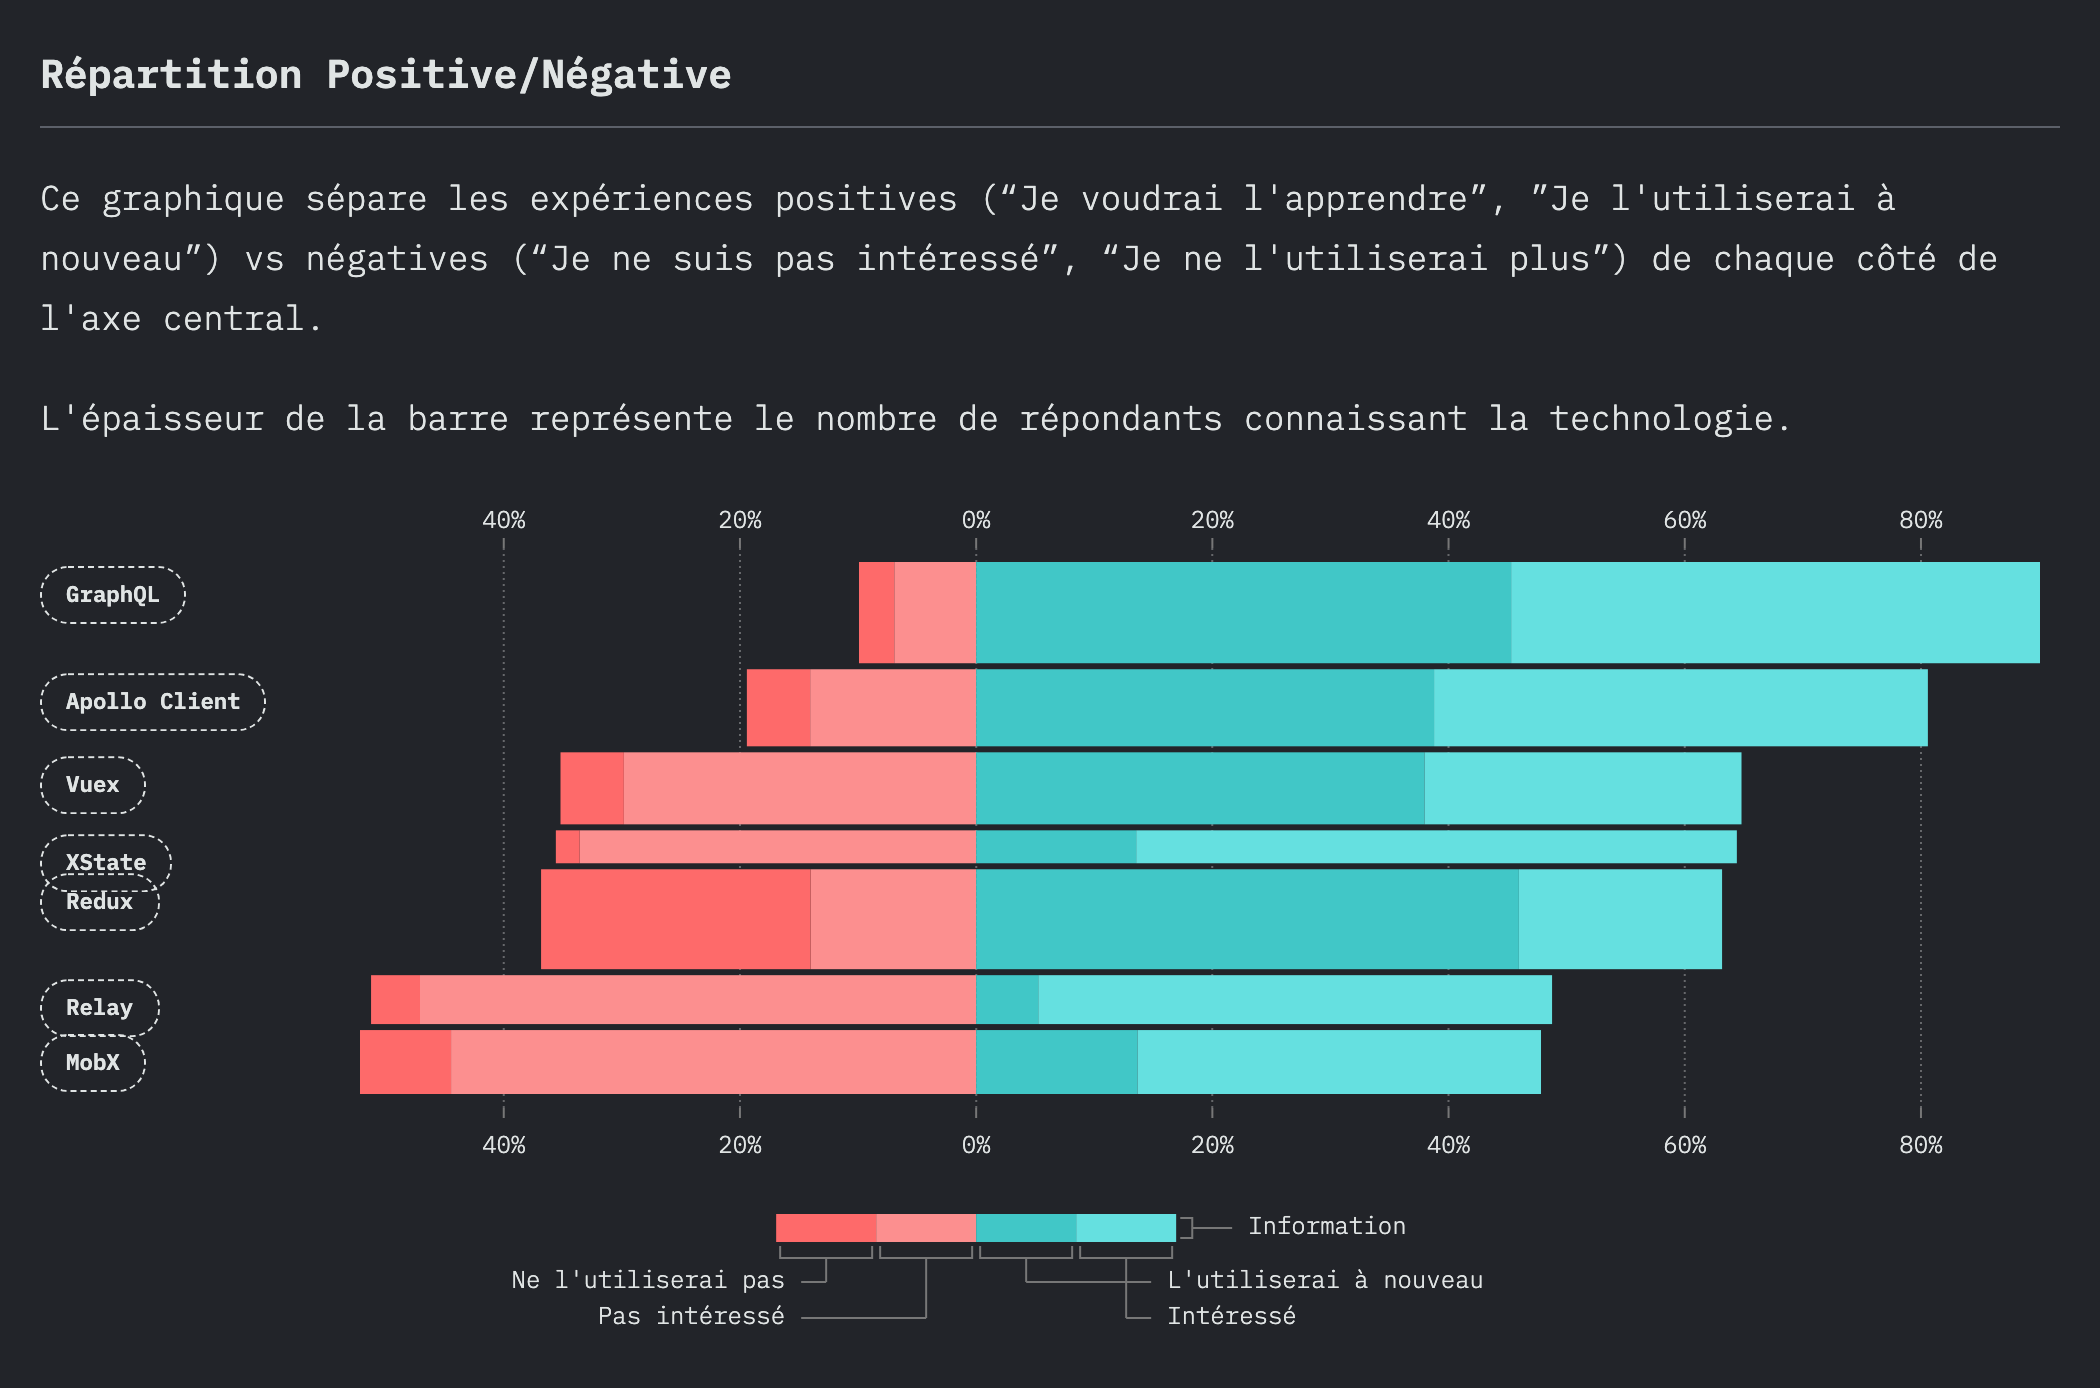 Répartition Positive/Négative
Ce graphique sépare les expériences positives (“Je voudrai l'apprendre”, ”Je l'utiliserai à
nouveau”) vs négatives (“Je ne suis pas intéressé”, “Je ne l'utiliserai plus”) de chaque côté de
l'axe central.
L'épaisseur de la barre représente le nombre de répondants connaissant la technologie.
40% 20% 0% 20% 40% 60% 80%
GraphQL
Apollo Client
Vuex
XState
Redux
Relay
MobX
40% 20% 0% 20% 40% 60% 80%
Information
Ne l'utiliserai pas L'utiliserai à nouveau
Pas intéressé Intéressé